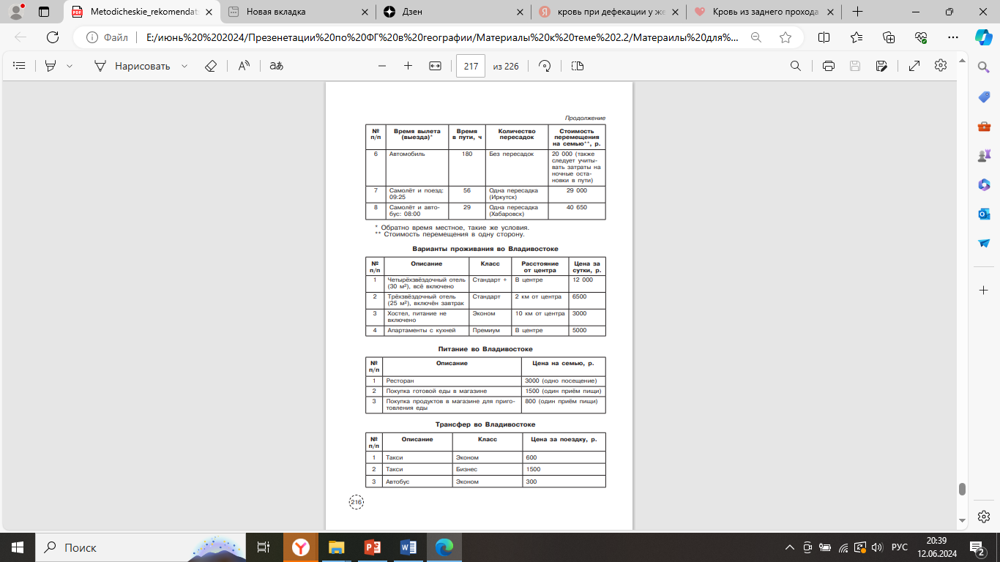 Metodicheskie_rekomendat
Новая вкладка
Дзен
кровь при дефекации у же
Кровь из заднего прохода
Файл
E:/июнь%20%202024/Презенетации%20по%20ФГ%20в%20географии/Материалы%20к%20теме%202.2/Матераилы%20для%...
Нарисовать
217
из 226
Продолжение
№ п/п Время вылета (выезда)* Время в пути, ч Количество пересадок Стоимость перемещения на семью**, р.
6 Автомобиль 180 Без пересадок 20 000 (также
следует учиты-
вать затраты на
ночные оста-
новки в пути)
7 Самолёт и поезд: 56 Одна пересадка 29 000
09:25 (Иркутск)
8 Самолёт и авто- 29 Одна пересадка 40 650
бус: 08:00 (Хабаровск)
* Обратно время местное, такие же условия.
** Стоимость перемещения в одну сторону.
Варианты проживания во Владивостоке
№ п/п Описание Класс Расстояние от центра Цена за сутки, р.
1 Четырёхзвёздочный отель Стандарт + В центре 12 000
(30 м²), всё включено
2 Трёхзвёздочный отель Стандарт 2 км от центра 6500
(25 м²), включён завтрак
3 Хостел, питание не Эконом 10 км от центра 3000
включено
4 Апартаменты с кухней Премиум В центре 5000
Питание во Владивостоке
№ п/п Описание Цена на семью, р.
1 Ресторан 3000 (одно посещение)
2 Покупка готовой еды в магазине 1500 (один приём пищи)
3 Покупка продуктов в магазине для приго- 800 (один приём пищи)
товления еды
Трансфер во Владивостоке
№ п/п Описание Класс Цена за поездку, р.
1 Такси Эконом 600
2 Такси Бизнес 1500
3 Автобус Эконом 300
216
Поиск
РУС
20:39
12.06.2024
2